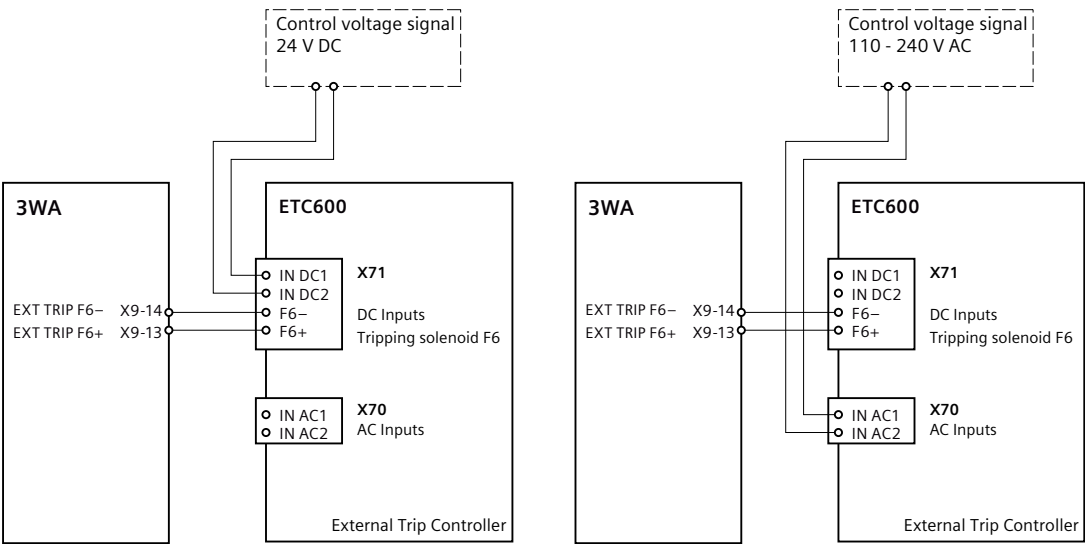 Control voltage signal
24 V DC
3WA
ETC600
IN DC1
X71
IN DC2
EXT TRIP F6− X9-14
F6−
DC Inputs
EXT TRIP F6+ X9-13
F6+
Tripping solenoid F6
IN AC1
X70
IN AC2
AC Inputs
External Trip Controller
Control voltage signal
110 - 240 V AC
3WA
ETC600
IN DC1
X71
IN DC2
EXT TRIP F6− X9-14
F6−
DC Inputs
EXT TRIP F6+ X9-13
F6+
Tripping solenoid F6
IN AC1
X70
IN AC2
AC Inputs
External Trip Controller